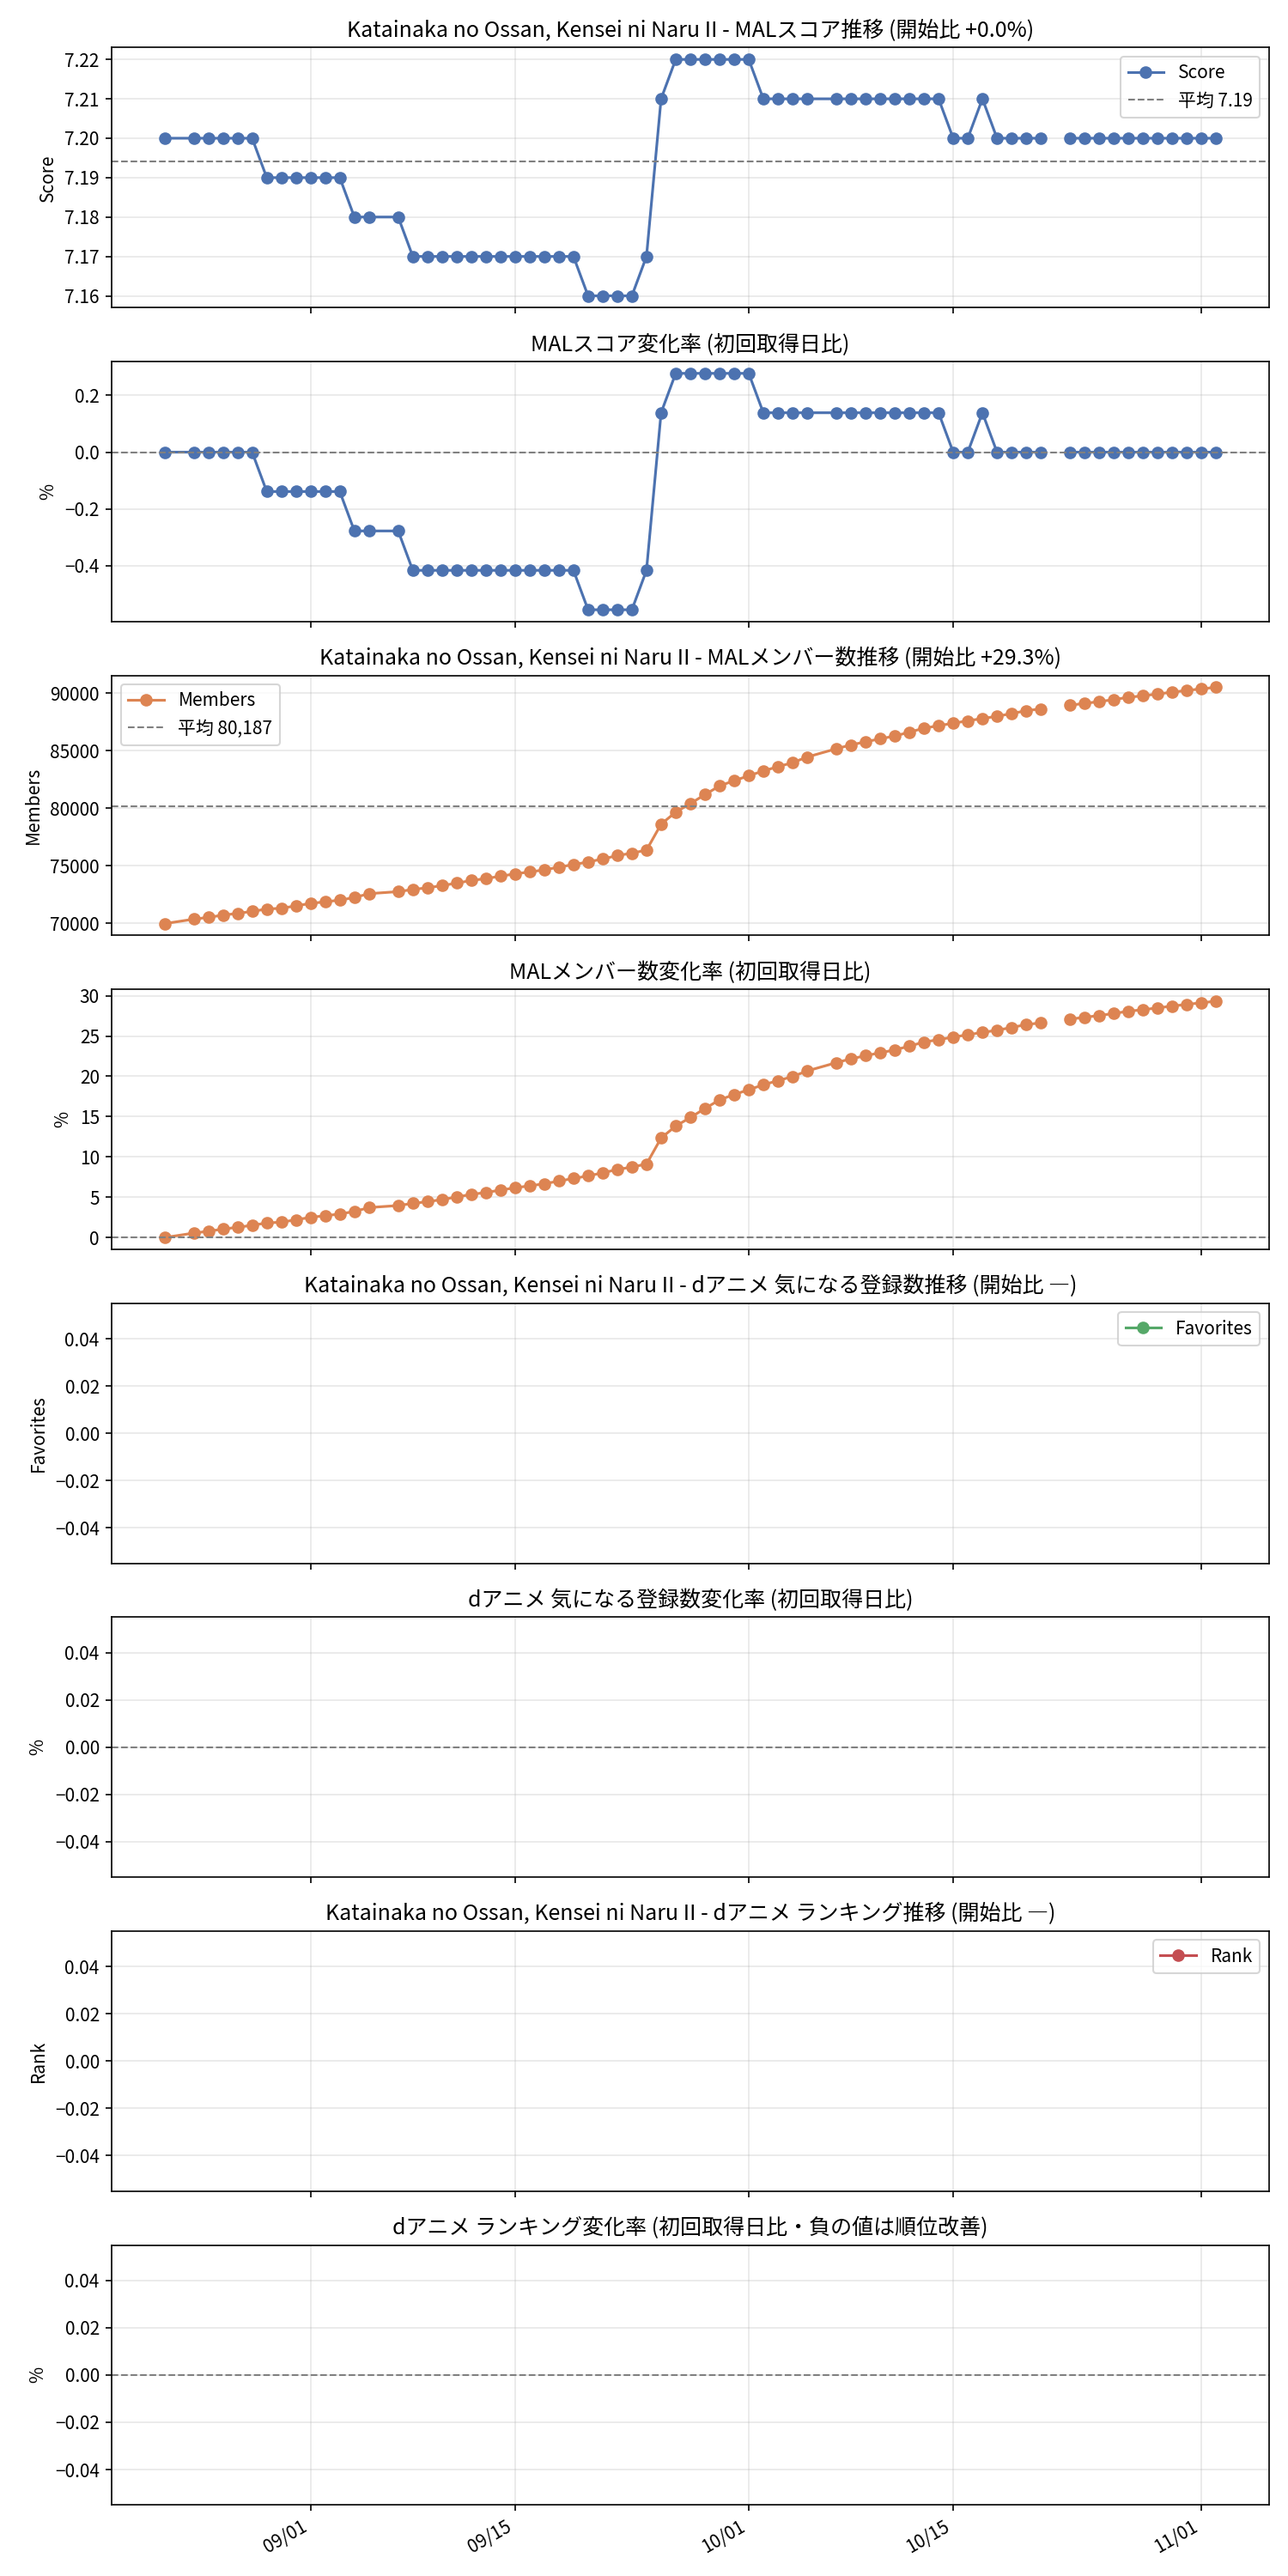 Katainaka no Ossan, Kensei ni Naru II - MALスコア推移 (開始比 +0.0%)
7.22
7.21
7.20
7.19
7.18
7.17
7.16
Score
Score
平均 7.19
MALスコア変化率 (初回取得日比)
0.2
0.0
−0.2
−0.4
%
Katainaka no Ossan, Kensei ni Naru II - MALメンバー数推移 (開始比 +29.3%)
90000
85000
80000
75000
70000
Members
Members
平均 80,187
MALメンバー数変化率 (初回取得日比)
30
25
20
15
10
5
0
%
Katainaka no Ossan, Kensei ni Naru II - dアニメ 気になる登録数推移 (開始比 —)
0.04
0.02
0.00
−0.02
−0.04
Favorites
Favorites
dアニメ 気になる登録数変化率 (初回取得日比)
0.04
0.02
0.00
−0.02
−0.04
%
Katainaka no Ossan, Kensei ni Naru II - dアニメ ランキング推移 (開始比 —)
0.04
0.02
0.00
−0.02
−0.04
Rank
Rank
dアニメ ランキング変化率 (初回取得日比・負の値は順位改善)
0.04
0.02
0.00
−0.02
−0.04
%
09/01
09/15
10/01
10/15
11/01